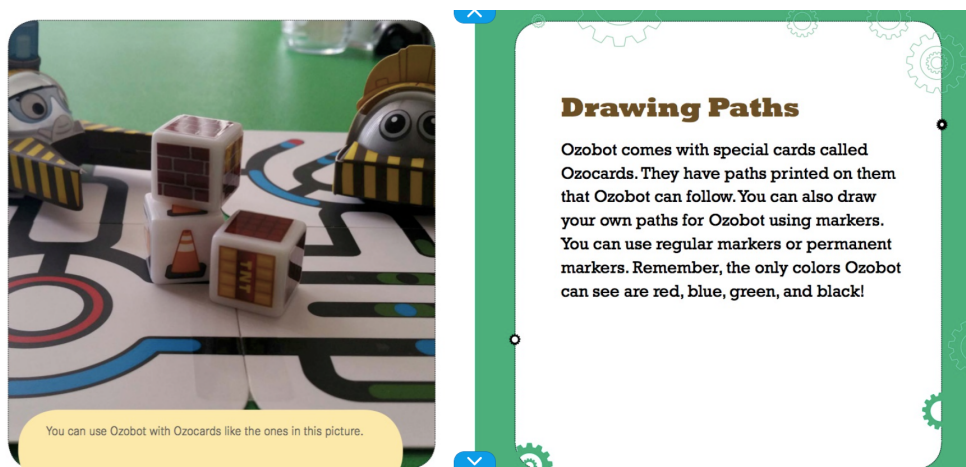 TNT
You can use Ozobot with Ozocards like the ones in this picture.
Drawing Paths
Ozobot comes with special cards called
Ozocards. They have paths printed on them
that Ozobot can follow. You can also draw
your own paths for Ozobot using markers.
You can use regular markers or permanent
markers. Remember, the only colors Ozobot
can see are red, blue, green, and black!